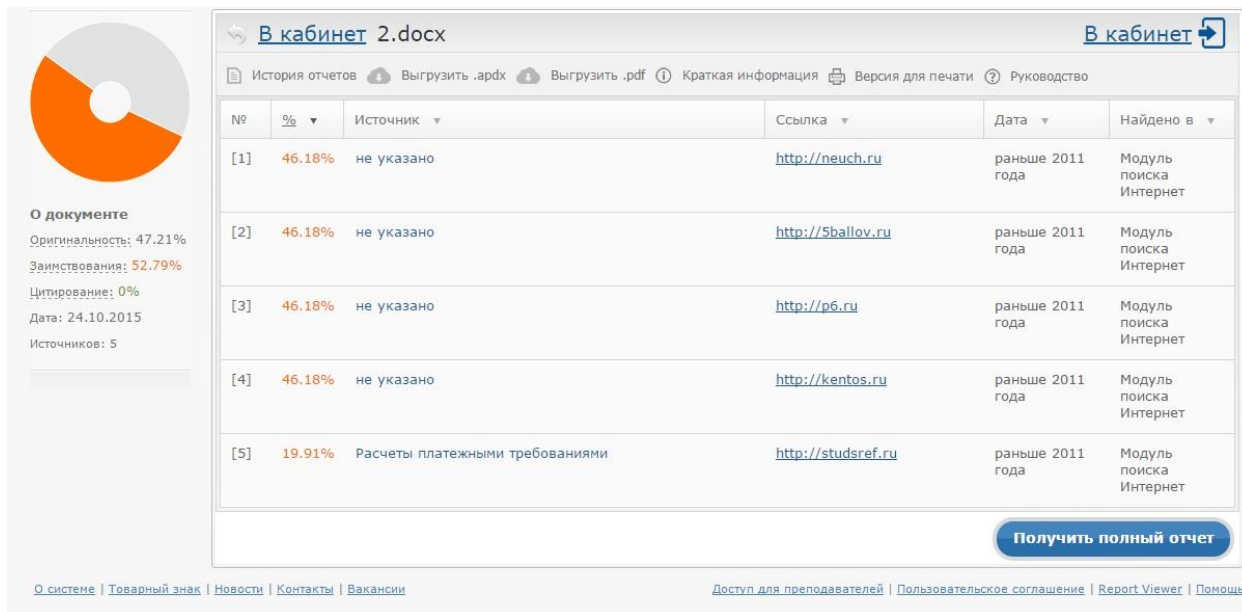 В кабинет 2.docx В кабинет
История отчетов Выгрузить .apdx Выгрузить .pdf Краткая информация Версия для печати Руководство
№ % Источник Ссылка Дата Найдено в
[1] 46.18% не указано http://neuch.ru раньше 2011 Модуль
года поиска
Интернет
[2] 46.18% не указано http://5ballov.ru раньше 2011 Модуль
года поиска
Интернет
[3] 46.18% не указано http://p6.ru раньше 2011 Модуль
года поиска
Интернет
[4] 46.18% не указано http://kentos.ru раньше 2011 Модуль
года поиска
Интернет
[5] 19.91% Расчеты платежными требованиями http://studsref.ru раньше 2011 Модуль
года поиска
Интернет
О документе
Оригинальность: 47.21%
Заимствования: 52.79%
Цитирование: 0%
Дата: 24.10.2015
Источников: 5
Получить полный отчет
О системе | Товарный знак | Новости | Контакты | Вакансии
Доступ для преподавателей | Пользовательское соглашение | Report Viewer | Помощь